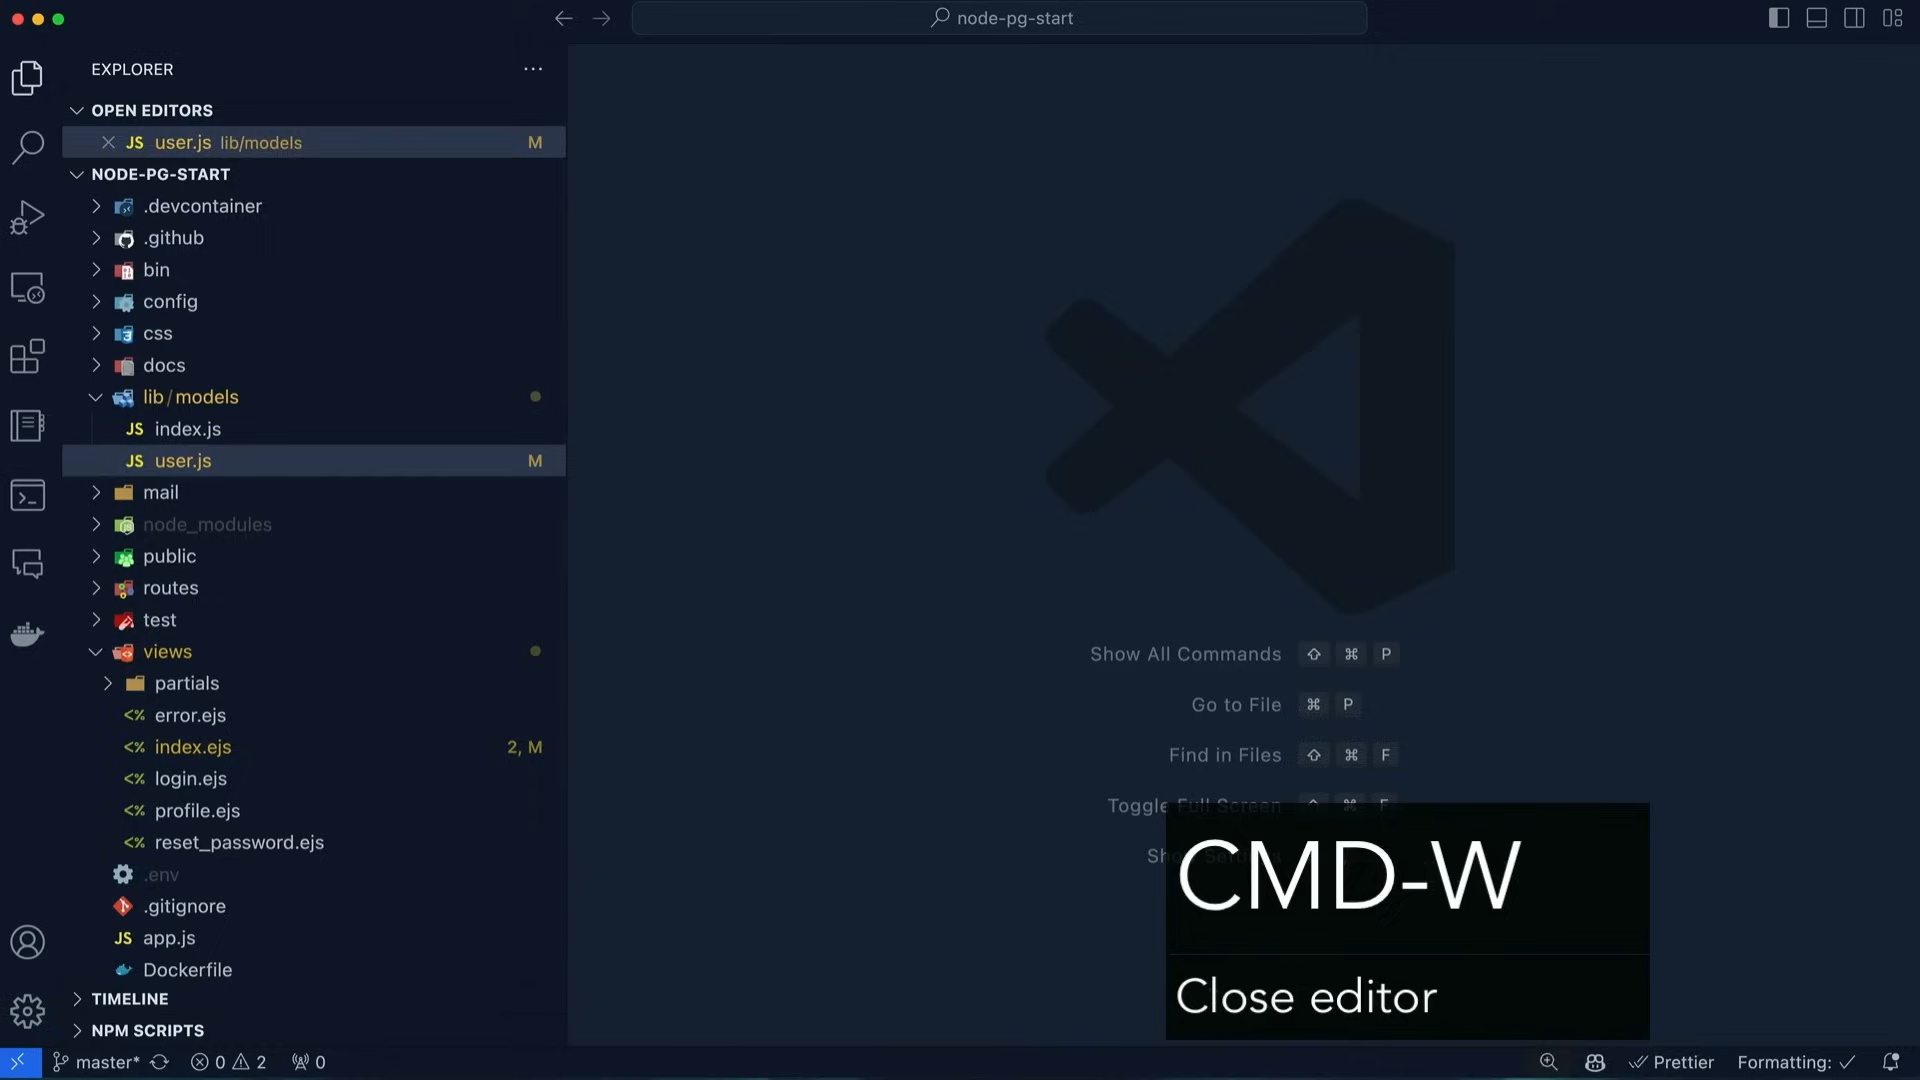 node-pg-start
EXPLORER
OPEN EDITORS
JS user.js lib/models M
NODE-PG-START
.devcontainer
.github
bin
config
css
docs
lib / models
JS index.js
JS user.js M
mail
node_modules
public
routes
test
views
partials
<% error.ejs
<% index.ejs 2, M
<% login.ejs
<% profile.ejs
<% reset_password.ejs
.env
.gitignore
JS app.js
Dockerfile
TIMELINE
NPM SCRIPTS
Show All Commands ⇧ ⌘ P
Go to File ⌘ P
Find in Files ⇧ ⌘ F
Toggle Full Screen ⌃ ⌘ F
CMD-W
Close editor
master* 0 2 0
Prettier Formatting: ✓